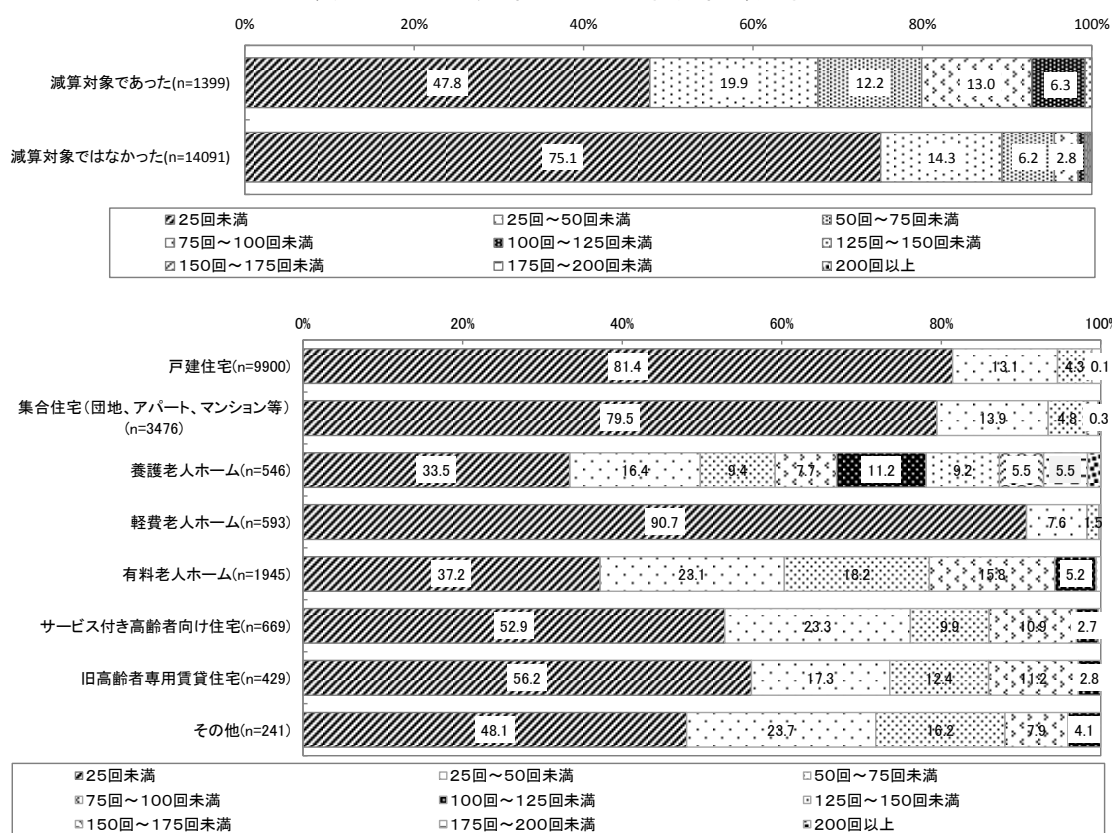 0% 20% 40% 60% 80% 100%
減算対象であった(n=1399) 47.8 19.9 12.2 13.0 6.3
減算対象ではなかった(n=14091) 75.1 14.3 6.2 2.8
25回未満 25回～50回未満 50回～75回未満
75回～100回未満 100回～125回未満 125回～150回未満
150回～175回未満 175回～200回未満 200回以上
0% 20% 40% 60% 80% 100%
戸建住宅(n=9900) 81.4 13.1 4.3 0.1
集合住宅（団地、アパート、マンション等）
(n=3476) 79.5 13.9 4.8 0.3
養護老人ホーム(n=546) 33.5 16.4 9.4 7.7 11.2 9.2 5.5 5.5
軽費老人ホーム(n=593) 90.7 7.6 1.5
有料老人ホーム(n=1945) 37.2 23.1 18.2 15.8 5.2
サービス付き高齢者向け住宅(n=669) 52.9 23.3 9.9 10.9 2.7
旧高齢者専用賃貸住宅(n=429) 56.2 17.3 12.4 11.2 2.8
その他(n=241) 48.1 23.7 16.2 7.9 4.1
25回未満 25回～50回未満 50回～75回未満
75回～100回未満 100回～125回未満 125回～150回未満
150回～175回未満 175回～200回未満 200回以上